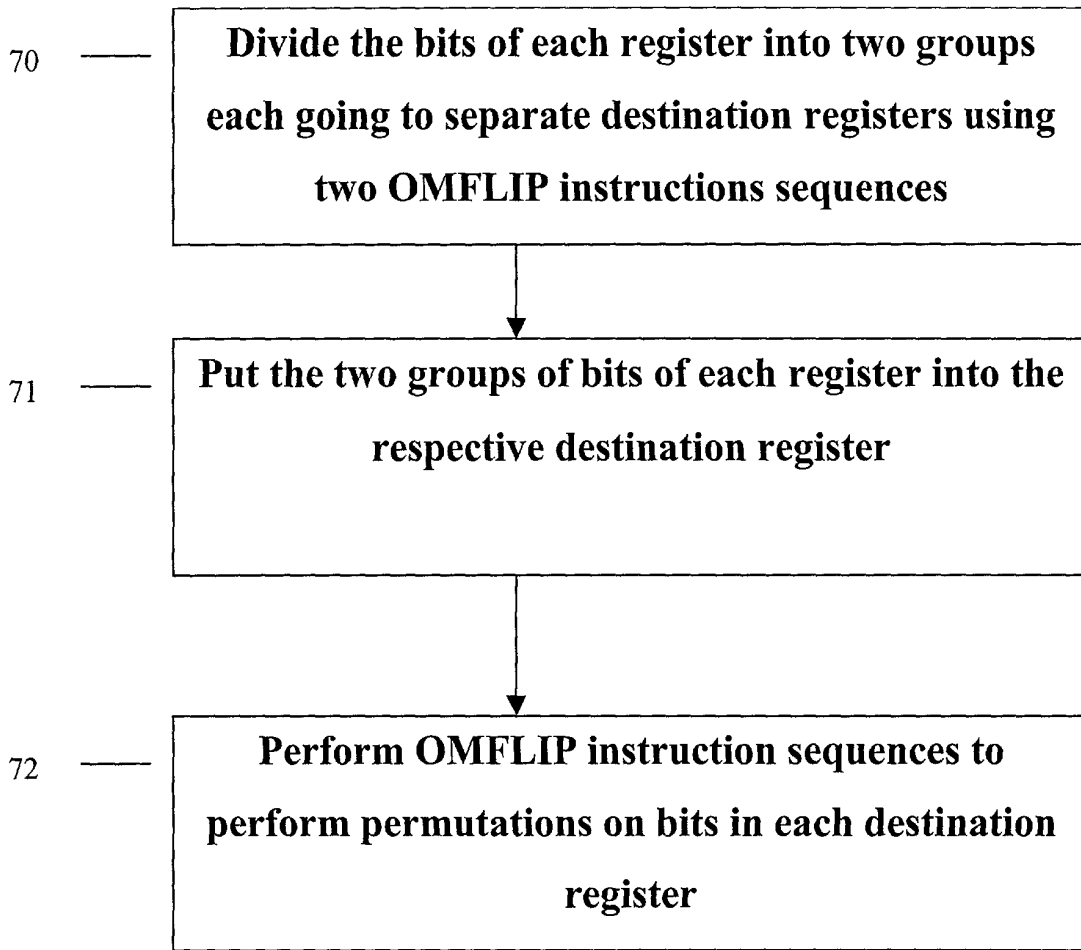 70
Divide the bits of each register into two groups
each going to separate destination registers using
two OMFLIP instructions sequences
71
Put the two groups of bits of each register into the
respective destination register
72
Perform OMFLIP instruction sequences to
perform permutations on bits in each destination
register